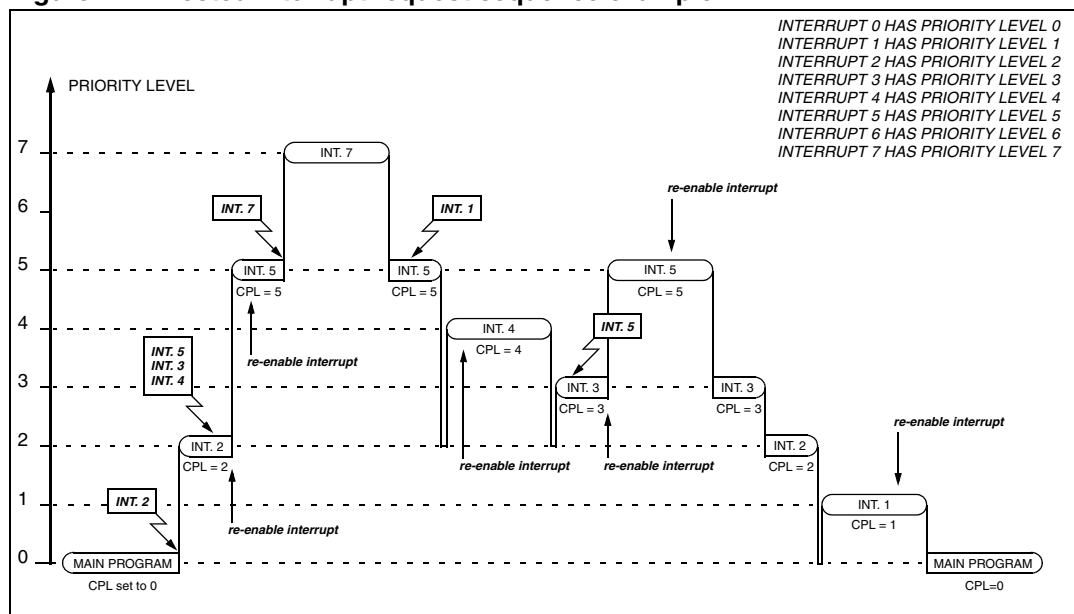 INTERRUPT 0 HAS PRIORITY LEVEL 0
INTERRUPT 1 HAS PRIORITY LEVEL 1
INTERRUPT 2 HAS PRIORITY LEVEL 2
INTERRUPT 3 HAS PRIORITY LEVEL 3
INTERRUPT 4 HAS PRIORITY LEVEL 4
INTERRUPT 5 HAS PRIORITY LEVEL 5
INTERRUPT 6 HAS PRIORITY LEVEL 6
INTERRUPT 7 HAS PRIORITY LEVEL 7
PRIORITY LEVEL
7
INT. 7
re-enable interrupt
6
INT. 7
INT. 1
5
INT. 5
CPL = 5
INT. 5
CPL = 5
INT. 5
CPL = 5
4
INT. 4
CPL = 4
INT. 5
re-enable interrupt
INT. 5
INT. 3
INT. 4
3
INT. 3
CPL = 3
INT. 3
CPL = 3
re-enable interrupt
2
INT. 2
CPL = 2
INT. 2
CPL = 2
re-enable interrupt
re-enable interrupt
re-enable interrupt
1
INT. 2
INT. 1
CPL = 1
0
MAIN PROGRAM
CPL set to 0
MAIN PROGRAM
CPL=0